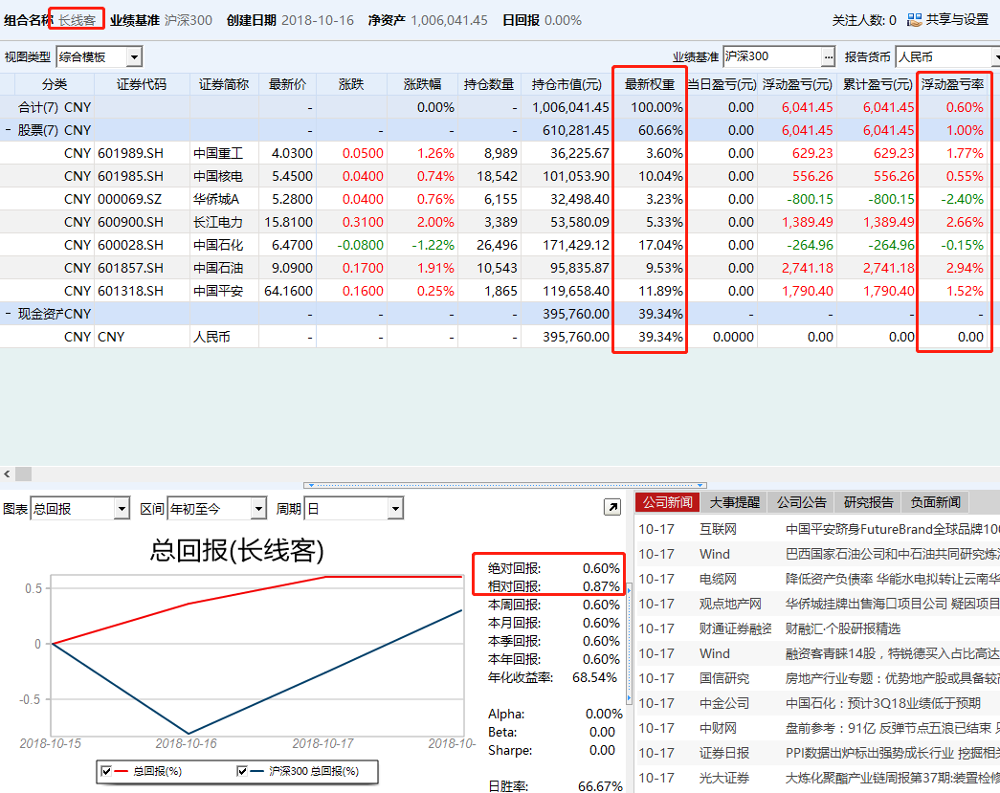 组合名称 长线客 业绩基准 沪深300 创建日期 2018-10-16 净资产 1,006,041.45 日回报 0.00% 关注人数: 0 共享与设置
视图类型 综合模板 业绩基准 沪深300 ... 报告货币 人民币
分类 证券代码 证券简称 最新价 涨跌 涨跌幅 持仓数量 持仓市值(元) 最新权重 当日盈亏(元) 浮动盈亏(元) 累计盈亏(元) 浮动盈亏率
合计(7) CNY - 0.00% - 1,006,041.45 100.00% 0.00 6,041.45 6,041.45 0.60%
- 股票(7) CNY - - - - 610,281.45 60.66% 0.00 6,041.45 6,041.45 1.00%
CNY 601989.SH 中国重工 4.0300 0.0500 1.26% 8,989 36,225.67 3.60% 0.00 629.23 629.23 1.77%
CNY 601985.SH 中国核电 5.4500 0.0400 0.74% 18,542 101,053.90 10.04% 0.00 556.26 556.26 0.55%
CNY 000069.SZ 华侨城A 5.2800 0.0400 0.76% 6,155 32,498.40 3.23% 0.00 -800.15 -800.15 -2.40%
CNY 600900.SH 长江电力 15.8100 0.3100 2.00% 3,389 53,580.09 5.33% 0.00 1,389.49 1,389.49 2.66%
CNY 600028.SH 中国石化 6.4700 -0.0800 -1.22% 26,496 171,429.12 17.04% 0.00 -264.96 -264.96 -0.15%
CNY 601857.SH 中国石油 9.0900 0.1700 1.91% 10,543 95,835.87 9.53% 0.00 2,741.18 2,741.18 2.94%
CNY 601318.SH 中国平安 64.1600 0.1600 0.25% 1,865 119,658.40 11.89% 0.00 1,790.40 1,790.40 1.52%
- 现金资产CNY - - - - 395,760.00 39.34% - - - -
CNY CNY 人民币 - - - - 395,760.00 39.34% 0.0000 0.00 0.00 0.00
图表 总回报 区间 年初至今 周期 日
总回报(长线客)
0.5
0
-0.5
2018-10-15 2018-10-16 2018-10-17 2018-10-
总回报(%) 沪深300 总回报(%)
绝对回报: 0.60%
相对回报: 0.87%
本周回报: 0.60%
本月回报: 0.60%
本季回报: 0.60%
本年回报: 0.60%
年化收益率: 68.54%
Alpha: 0.00%
Beta: 0.00
Sharpe: 0.00
日胜率: 66.67%
公司新闻 大事提醒 公司公告 研究报告 负面新闻
10-17 互联网 中国平安跻身FutureBrand全球品牌100
10-17 Wind 巴西国家石油公司和中石油共同研究炼
10-17 电缆网 降低资产负债率 华能水电拟转让云南华
10-17 观点地产网 华侨城挂牌出售海口项目公司 疑因项目
10-17 财通证券融资 财融汇·个股研报精选
10-17 Wind 融资客青睐14股，特锐德买入占比高达
10-17 国信研究 房地产行业专题：优势地产股或具备较
10-17 中金公司 中国石化：预计3Q18业绩低于预期
10-17 中财网 盘前参考：91亿 反弹节点五浪已结束
10-17 证券日报 PPI数据出炉标出强势成长行业 挖掘相
10-17 光大证券 大炼化聚酯产业链周报第37期:装置检修